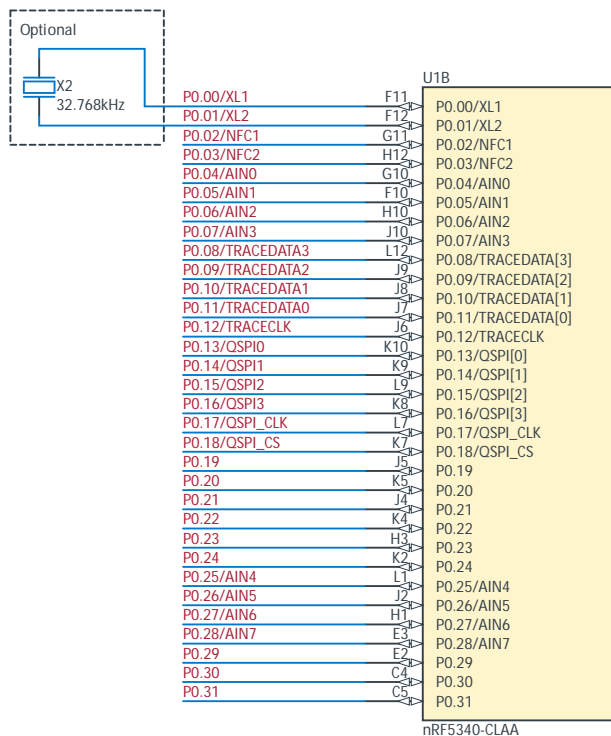 Optional
X2
32.768kHz
U1B
P0.00/XL1 F11 P0.00/XL1
P0.01/XL2 F12 P0.01/XL2
P0.02/NFC1 G11 P0.02/NFC1
P0.03/NFC2 H12 P0.03/NFC2
P0.04/AIN0 G10 P0.04/AIN0
P0.05/AIN1 F10 P0.05/AIN1
P0.06/AIN2 H10 P0.06/AIN2
P0.07/AIN3 J10 P0.07/AIN3
P0.08/TRACEDATA3 L12 P0.08/TRACEDATA[3]
P0.09/TRACEDATA2 J9 P0.09/TRACEDATA[2]
P0.10/TRACEDATA1 J8 P0.10/TRACEDATA[1]
P0.11/TRACEDATA0 J7 P0.11/TRACEDATA[0]
P0.12/TRACECLK J6 P0.12/TRACECLK
P0.13/QSPI0 K10 P0.13/QSPI[0]
P0.14/QSPI1 K9 P0.14/QSPI[1]
P0.15/QSPI2 L9 P0.15/QSPI[2]
P0.16/QSPI3 K8 P0.16/QSPI[3]
P0.17/QSPI_CLK L7 P0.17/QSPI_CLK
P0.18/QSPI_CS K7 P0.18/QSPI_CS
P0.19 J5 P0.19
P0.20 K5 P0.20
P0.21 J4 P0.21
P0.22 K4 P0.22
P0.23 H3 P0.23
P0.24 K2 P0.24
P0.25/AIN4 L1 P0.25/AIN4
P0.26/AIN5 J2 P0.26/AIN5
P0.27/AIN6 H1 P0.27/AIN6
P0.28/AIN7 E3 P0.28/AIN7
P0.29 E2 P0.29
P0.30 C4 P0.30
P0.31 C5 P0.31
nRF5340-CLAA